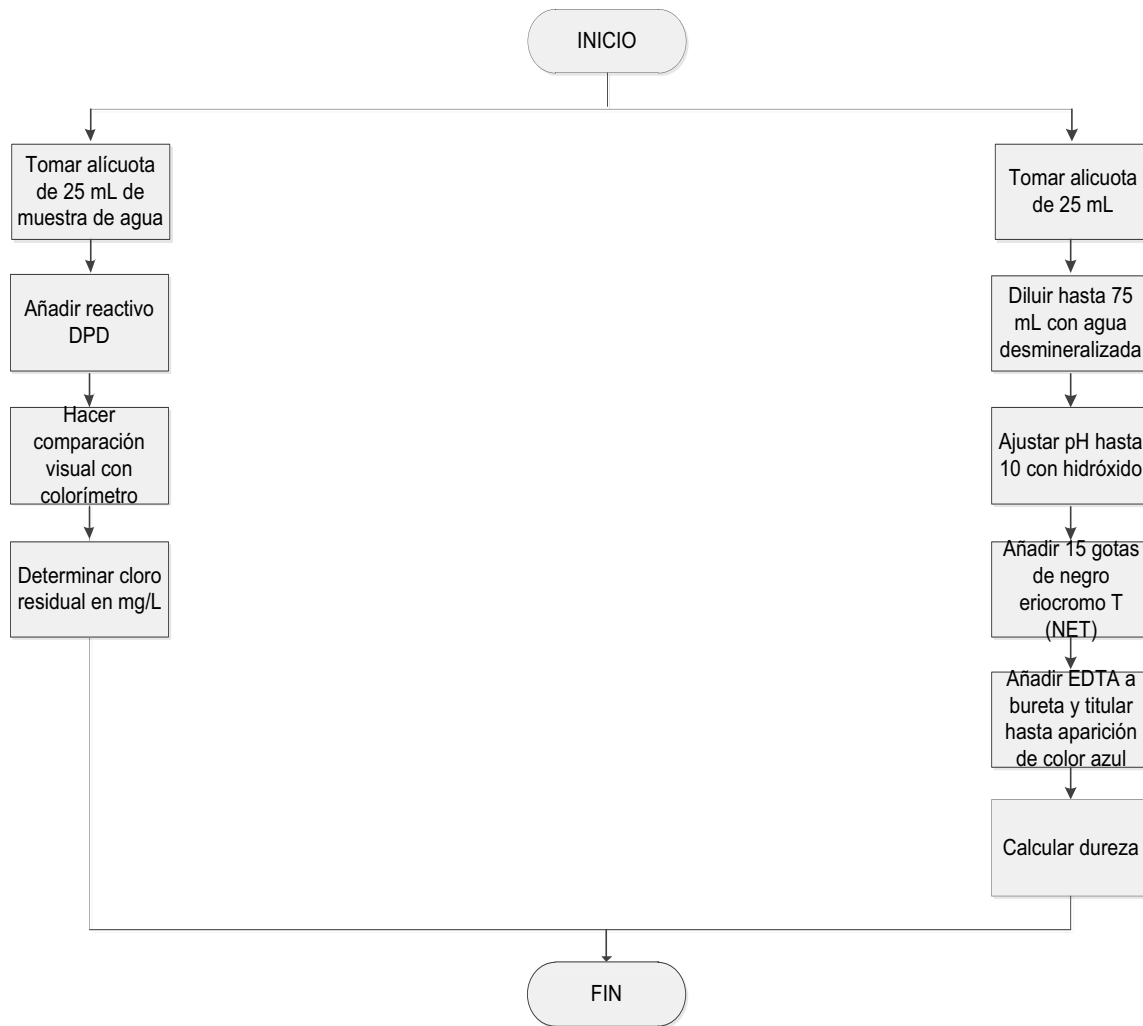 INICIO
Tomar alícuota
de 25 mL de
muestra de agua
Añadir reactivo
DPD
Hacer
comparación
visual con
colorímetro
Determinar cloro
residual en mg/L
Tomar alicuota
de 25 mL
Diluir hasta 75
mL con agua
desmineralizada
Ajustar pH hasta
10 con hidróxido
Añadir 15 gotas
de negro
eriocromo T
(NET)
Añadir EDTA a
bureta y titular
hasta aparición
de color azul
Calcular dureza
FIN